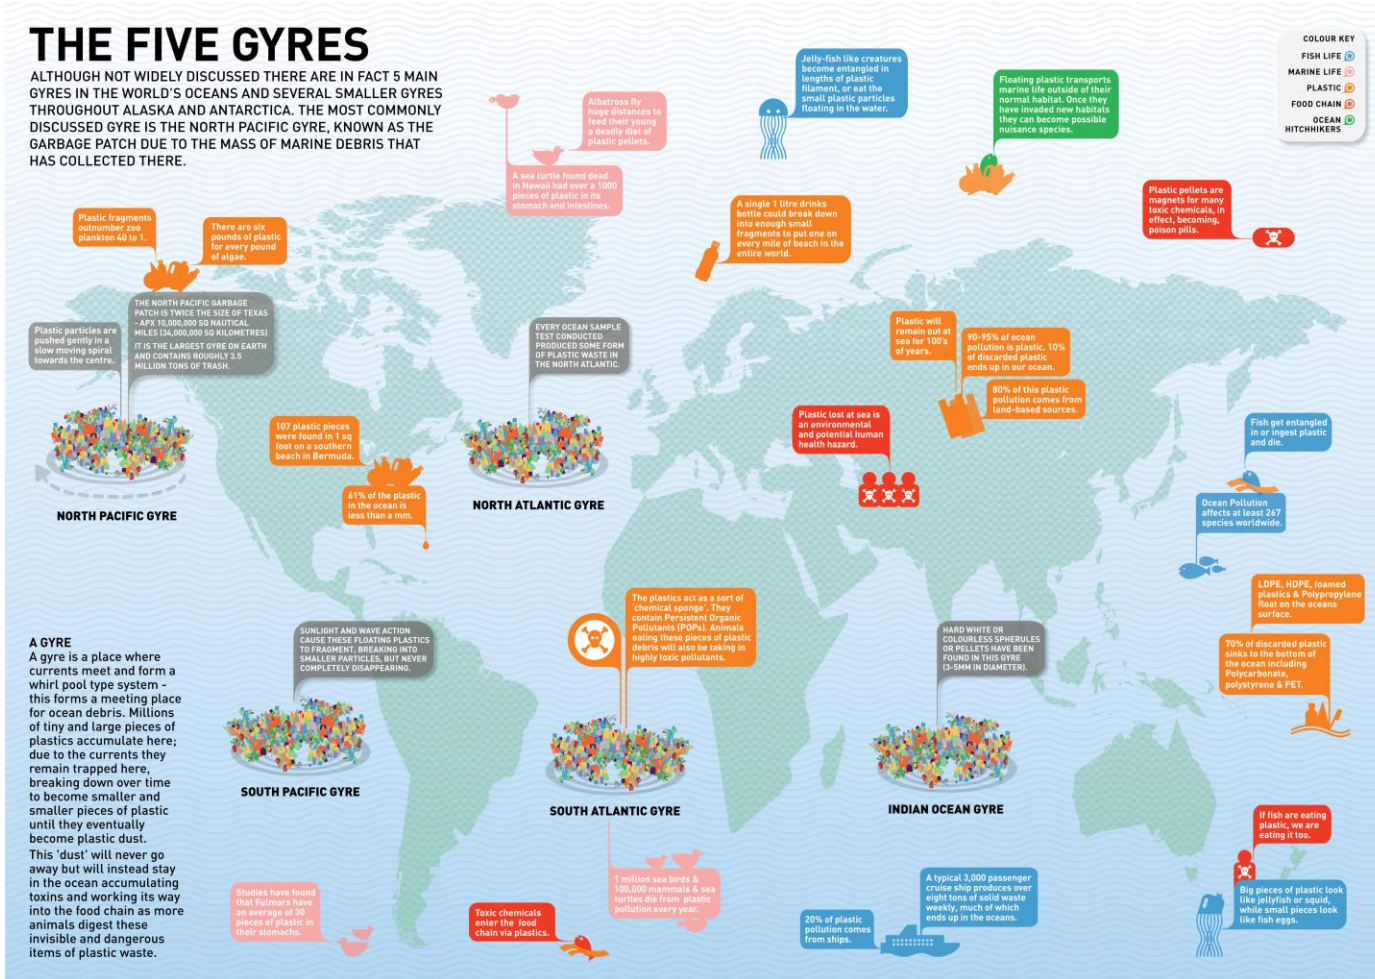 THE FIVE GYRES
ALTHOUGH NOT WIDELY DISCUSSED THERE ARE IN FACT 5 MAIN
GYRES IN THE WORLD'S OCEANS AND SEVERAL SMALLER GYRES
THROUGHOUT ALASKA AND ANTARCTICA. THE MOST COMMONLY
DISCUSSED GYRE IS THE NORTH PACIFIC GYRE, KNOWN AS THE
GARBAGE PATCH DUE TO THE MASS OF MARINE DEBRIS THAT
HAS COLLECTED THERE.
COLOUR KEY
FISH LIFE
MARINE LIFE
PLASTIC
FOOD CHAIN
OCEAN
HITCHHIKERS
Jelly-fish like creatures
become entangled in
lengths of plastic
filament, or eat the
small plastic particles
floating in the water.
Floating plastic transports
marine life outside of their
normal habitat. Once they
have invaded new habitats
they can become possible
nuisance species.
Albatross fly
huge distances to
feed their young
a deadly diet of
plastic pellets.
A sea turtle found dead
in Hawaii had over a 1000
pieces of plastic in its
stomach and intestines.
Plastic pellets are
magnets for many
toxic chemicals, in
effect, becoming,
poison pills.
A single 1 litre drinks
bottle could break down
into enough small
fragments to put one on
every mile of beach in the
entire world.
Plastic fragments
outnumber zoo
plankton 40 to 1.
There are six
pounds of plastic
for every pound
of algae.
THE NORTH PACIFIC GARBAGE
PATCH IS TWICE THE SIZE OF TEXAS
- APX 10,000,000 SQ NAUTICAL
MILES (34,000,000 SQ KILOMETRES)
IT IS THE LARGEST GYRE ON EARTH
AND CONTAINS ROUGHLY 3.5
MILLION TONS OF TRASH.
Plastic particles are
pushed gently in a
slow moving spiral
towards the centre.
EVERY OCEAN SAMPLE
TEST CONDUCTED
PRODUCED SOME FORM
OF PLASTIC WASTE IN
THE NORTH ATLANTIC.
Plastic will
remain out at
sea for 100's
of years.
90-95% of ocean
pollution is plastic. 10%
of discarded plastic
ends up in our ocean.
80% of this plastic
pollution comes from
land-based sources.
Plastic lost at sea is
an environmental
and potential human
health hazard.
Fish get entangled
in or ingest plastic
and die.
107 plastic pieces
were found in 1 sq
foot on a southern
beach in Bermuda.
61% of the plastic
in the ocean is
less than a mm.
Ocean Pollution
affects at least 267
species worldwide.
NORTH PACIFIC GYRE
NORTH ATLANTIC GYRE
LDPE, HDPE, foamed
plastics & Polypropylene
float on the oceans
surface.
70% of discarded plastic
sinks to the bottom of
the ocean including
Polycarbonate,
polystyrene & PET.
The plastics act as a sort of
'chemical sponge'. They
contain Persistent Organic
Pollutants (POPs). Animals
eating these pieces of plastic
debris will also be taking in
highly toxic pollutants.
SUNLIGHT AND WAVE ACTION
CAUSE THESE FLOATING PLASTICS
TO FRAGMENT, BREAKING INTO
SMALLER PARTICLES, BUT NEVER
COMPLETELY DISAPPEARING.
HARD WHITE OR
COLOURLESS SPHERULES
OR PELLETS HAVE BEEN
FOUND IN THIS GYRE
(3-5MM IN DIAMETER).
A GYRE
A gyre is a place where
currents meet and form a
whirl pool type system -
this forms a meeting place
for ocean debris. Millions
of tiny and large pieces of
plastics accumulate here;
due to the currents they
remain trapped here,
breaking down over time
to become smaller and
smaller pieces of plastic
until they eventually
become plastic dust.
This 'dust' will never go
away but will instead stay
in the ocean accumulating
toxins and working its way
into the food chain as more
animals digest these
invisible and dangerous
items of plastic waste.
SOUTH PACIFIC GYRE
SOUTH ATLANTIC GYRE
INDIAN OCEAN GYRE
If fish are eating
plastic, we are
eating it too.
Big pieces of plastic look
like jellyfish or squid,
while small pieces look
like fish eggs.
Studies have found
that Fulmars have
an average of 30
pieces of plastic in
their stomachs.
Toxic chemicals
enter the food
chain via plastics.
1 million sea birds &
100,000 mammals & sea
turtles die from plastic
pollution every year.
20% of plastic
pollution comes
from ships.
A typical 3,000 passenger
cruise ship produces over
eight tons of solid waste
weekly, much of which
ends up in the oceans.